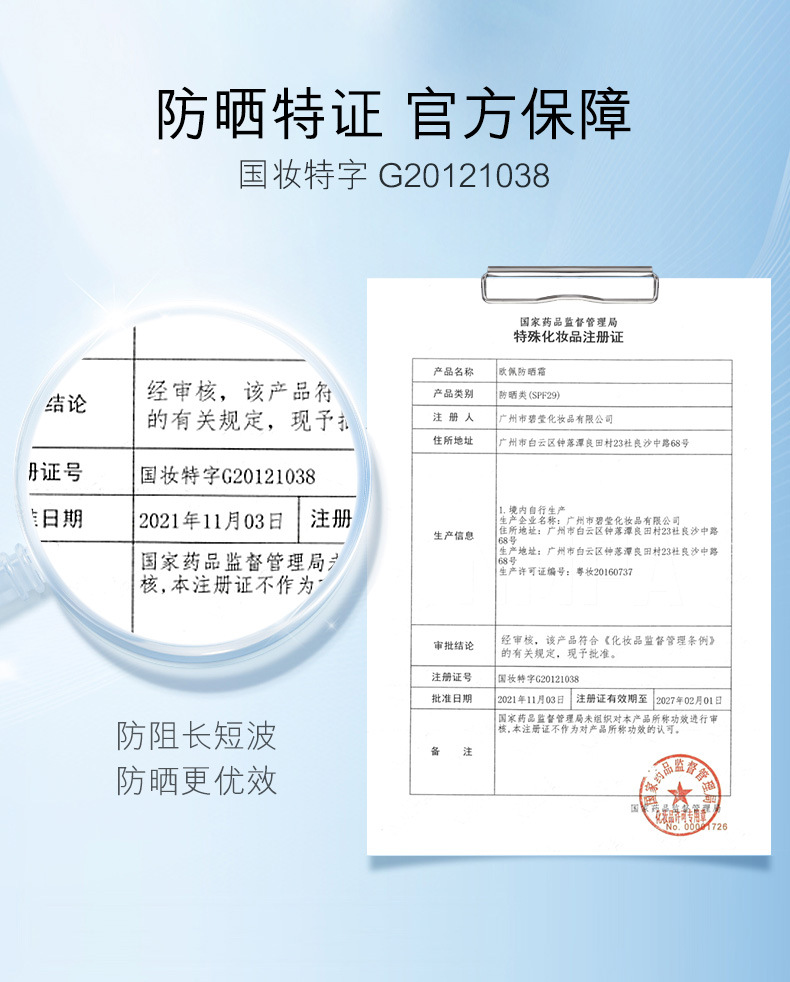 防晒特证 官方保障
国妆特字 G20121038
结论
经审核，该产品符
的有关规定，现予
册证号
国妆特字G20121038
日期
2021年11月03日
注册
国家药品监督管理局
核，本注册证不作为
防阻长短波
防晒更优效
国家药品监督管理局
特殊化妆品注册证
产品名称 欧佩防晒霜
产品类别 防晒类(SPF29)
注 册 人 广州市碧莹化妆品有限公司
住所地址 广州市白云区钟落潭良田村23社良沙中路68号
生产信息
1. 境内自行生产
生产企业名称：广州市碧莹化妆品有限公司
住所地址：广州市白云区钟落潭良田村23社良沙中路
68号
生产地址：广州市白云区钟落潭良田村23社良沙中路
68号
生产许可证编号：粤妆20160737
审批结论
经审核，该产品符合《化妆品监督管理条例》
的有关规定，现予批准。
注册证号 国妆特字G20121038
批准日期 2021年11月03日 注册证有效期至 2027年02月01日
备 注
国家药品监督管理局未组织对本产品所称功效进行审
核，本注册证不作为对产品所称功效的认可。
国家药品监督管理局
国家药品监督管理局
化妆品许可专用章